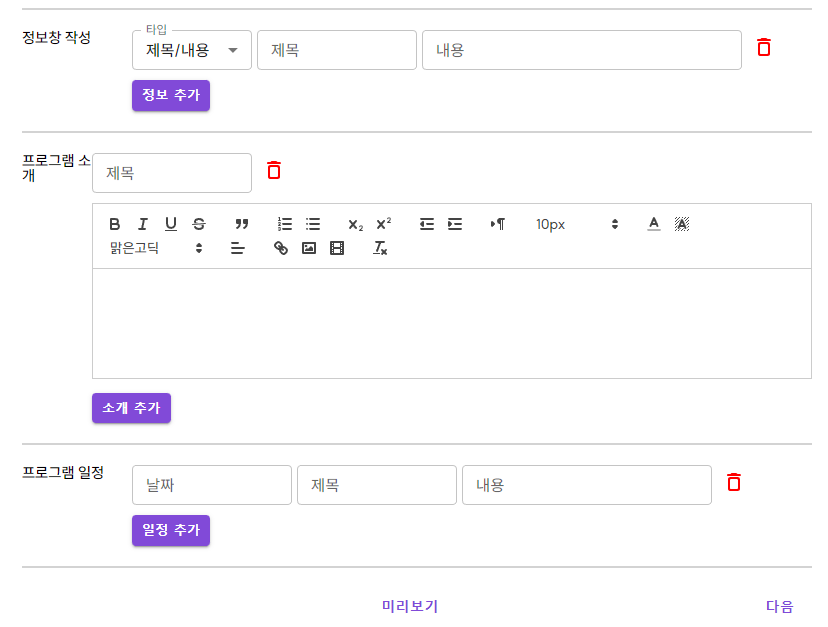 정보창 작성
타입
제목/내용
제목
내용
정보 추가
프로그램 소
개
제목
10px
맑은고딕
소개 추가
프로그램 일정
날짜
제목
내용
일정 추가
미리보기
다음